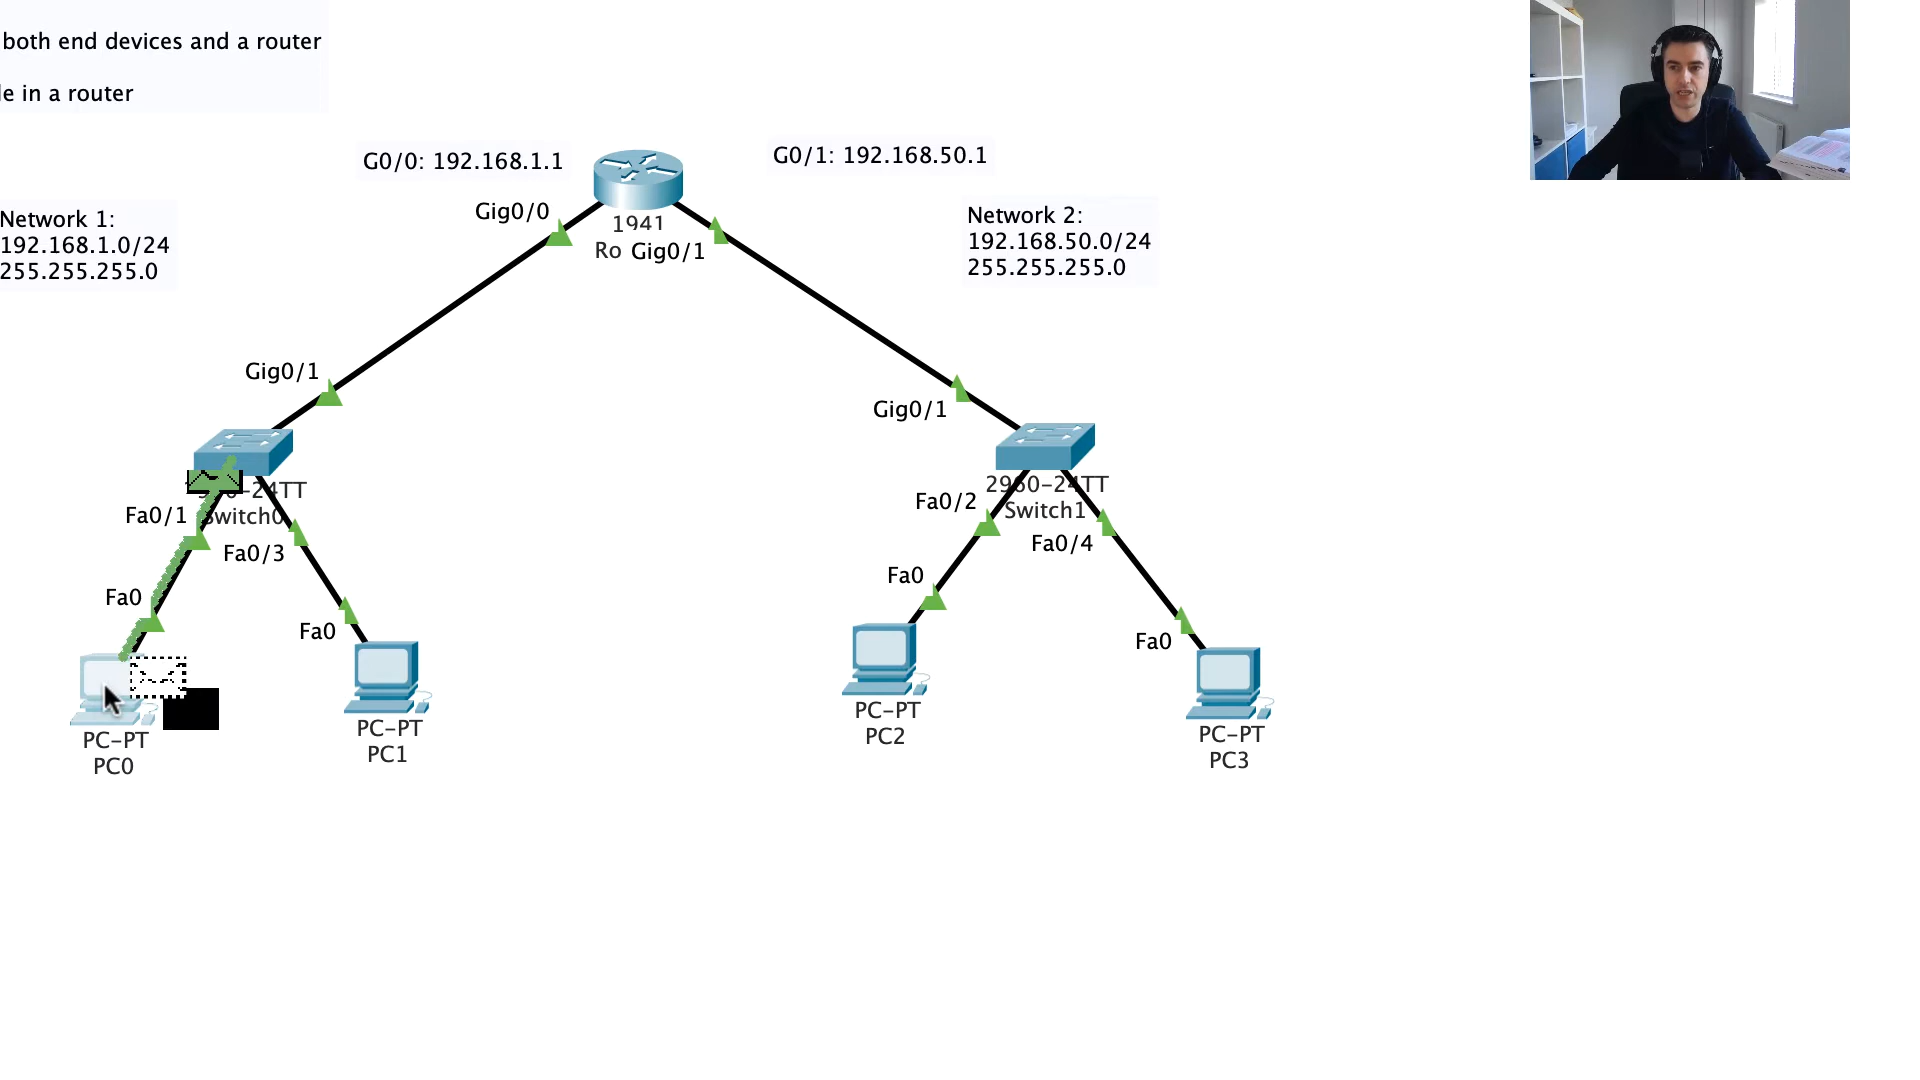 both end devices and a router
le in a router
G0/0: 192.168.1.1
G0/1: 192.168.50.1
Gig0/0
1941
Ro
Gig0/1
Network 1:
192.168.1.0/24
255.255.255.0
Network 2:
192.168.50.0/24
255.255.255.0
Gig0/1
Gig0/1
-24TT
Switch0
Fa0/1
Fa0/3
Fa0
Fa0
PC-PT
PC0
PC-PT
PC1
2960-24TT
Switch1
Fa0/2
Fa0/4
Fa0
Fa0
PC-PT
PC2
PC-PT
PC3